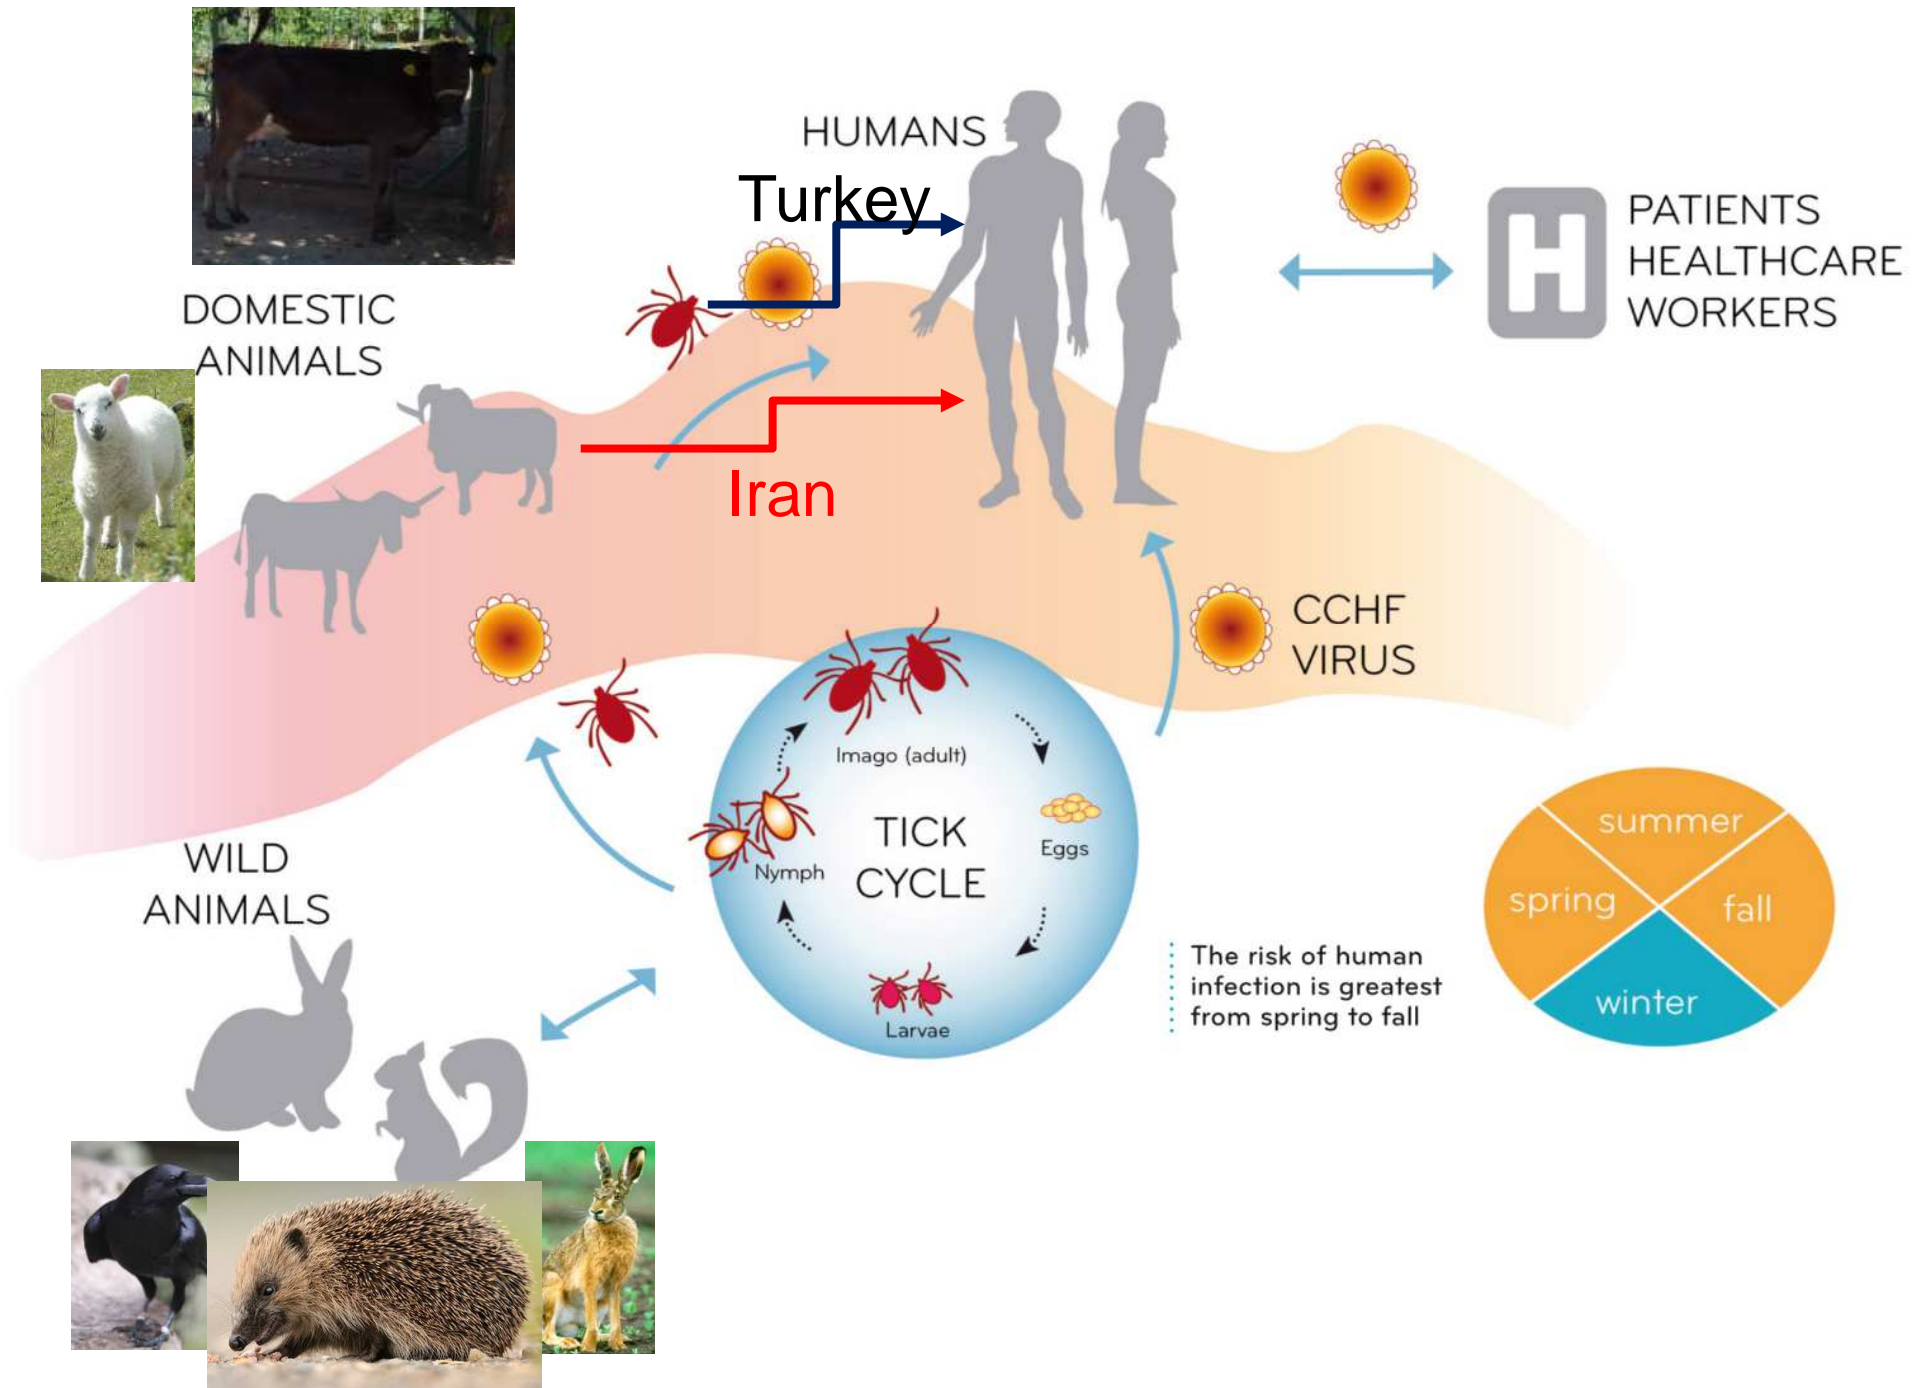 HUMANS
Turkey
PATIENTS
HEALTHCARE
WORKERS
DOMESTIC
ANIMALS
Iran
CCHF
VIRUS
Imago (adult)
TICK
CYCLE
Eggs
Nymph
Larvae
WILD
ANIMALS
summer
spring
fall
winter
The risk of human
infection is greatest
from spring to fall